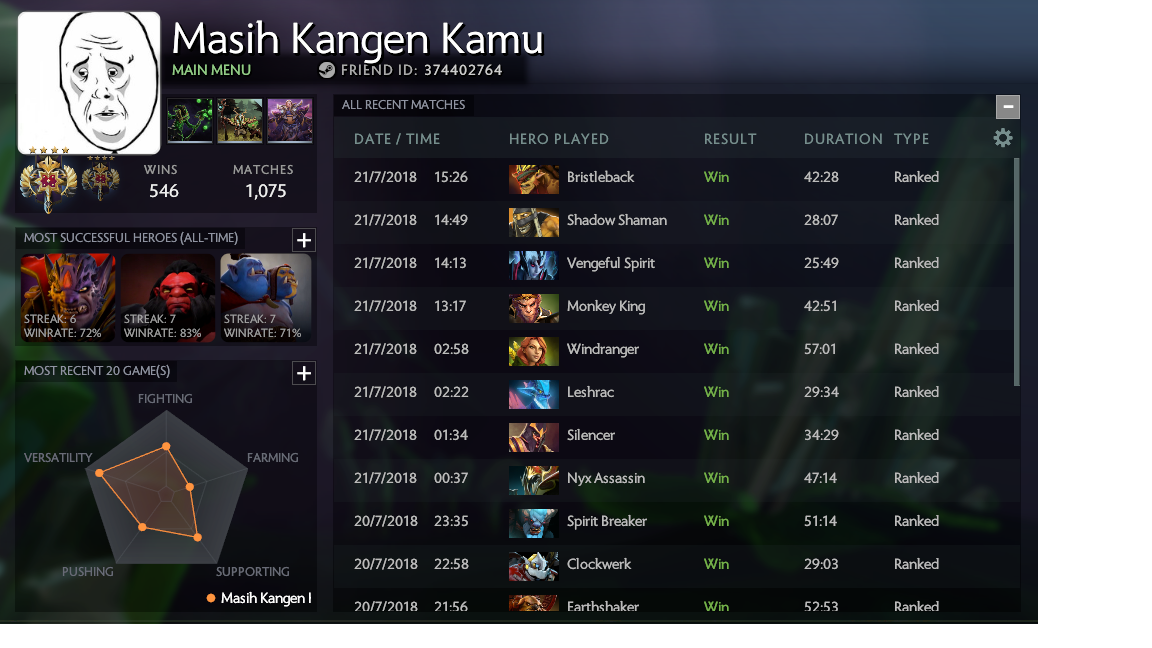 Masih Kangen Kamu
MAIN MENU
FRIEND ID: 374402764
WINS
546
MATCHES
1,075
MOST SUCCESSFUL HEROES (ALL-TIME)
STREAK: 6
WINRATE: 72%
STREAK: 7
WINRATE: 83%
STREAK: 7
WINRATE: 71%
MOST RECENT 20 GAME(S)
FIGHTING
VERSATILITY
FARMING
PUSHING
SUPPORTING
Masih Kangen
ALL RECENT MATCHES
DATE / TIME HERO PLAYED RESULT DURATION TYPE
21/7/2018 15:26 Bristleback Win 42:28 Ranked
21/7/2018 14:49 Shadow Shaman Win 28:07 Ranked
21/7/2018 14:13 Vengeful Spirit Win 25:49 Ranked
21/7/2018 13:17 Monkey King Win 42:51 Ranked
21/7/2018 02:58 Windranger Win 57:01 Ranked
21/7/2018 02:22 Leshrac Win 29:34 Ranked
21/7/2018 01:34 Silencer Win 34:29 Ranked
21/7/2018 00:37 Nyx Assassin Win 47:14 Ranked
20/7/2018 23:35 Spirit Breaker Win 51:14 Ranked
20/7/2018 22:58 Clockwerk Win 29:03 Ranked
20/7/2018 21:56 Earthshaker Win 52:53 Ranked